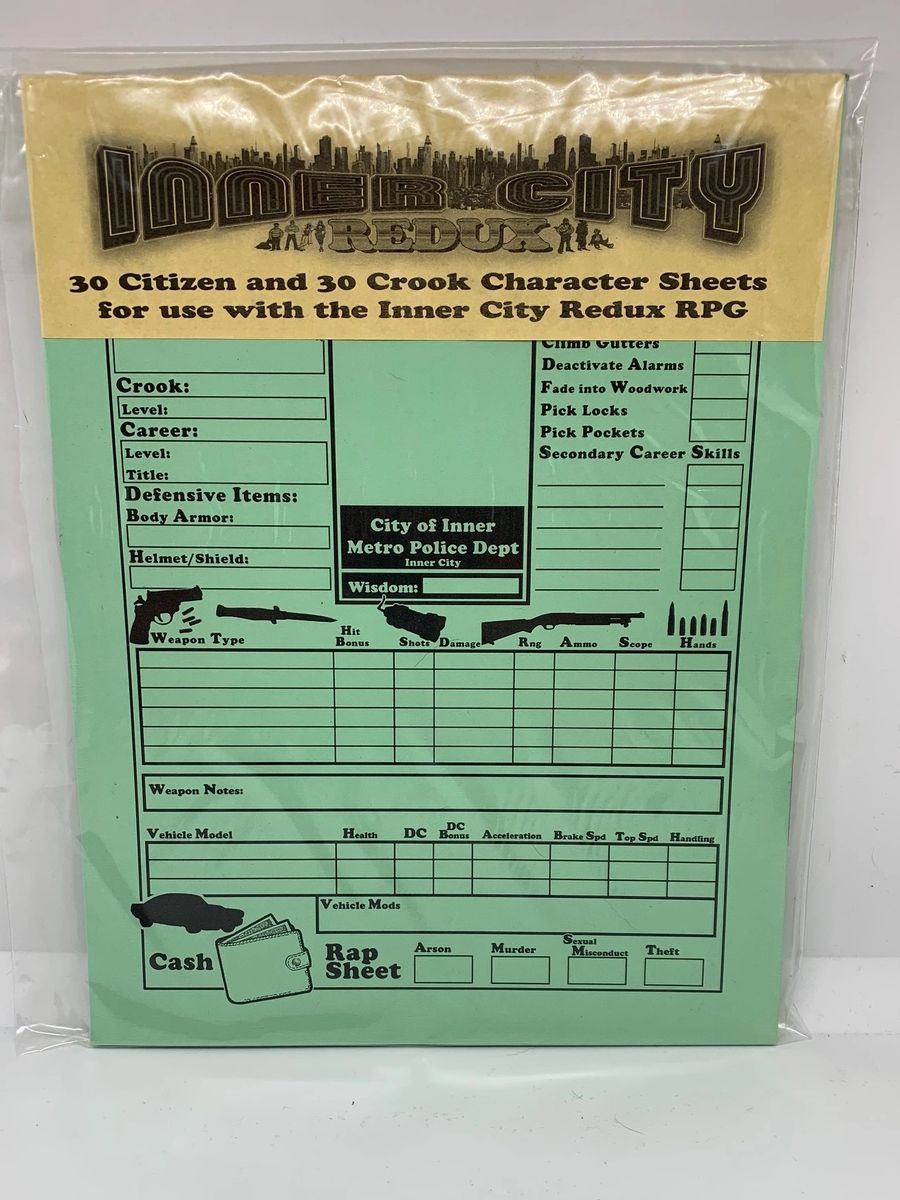 INNER CITY
REDUX
30 Citizen and 30 Crook Character Sheets
for use with the Inner City Redux RPG
Climb Gutters
Deactivate Alarms
Fade into Woodwork
Pick Locks
Pick Pockets
Secondary Career Skills
Crook:
Level:
Career:
Level:
Title:
Defensive Items:
Body Armor:
Helmet/Shield:
City of Inner
Metro Police Dept
Inner City
Wisdom:
Weapon Type Hit Bonus Shots Damage Rng Ammo Scope Hands
Weapon Notes:
Vehicle Model Health DC DC Bonus Acceleration Brake Spd Top Spd Handling
Vehicle Mods
Cash
Rap
Sheet
Arson Murder Sexual Misconduct Theft